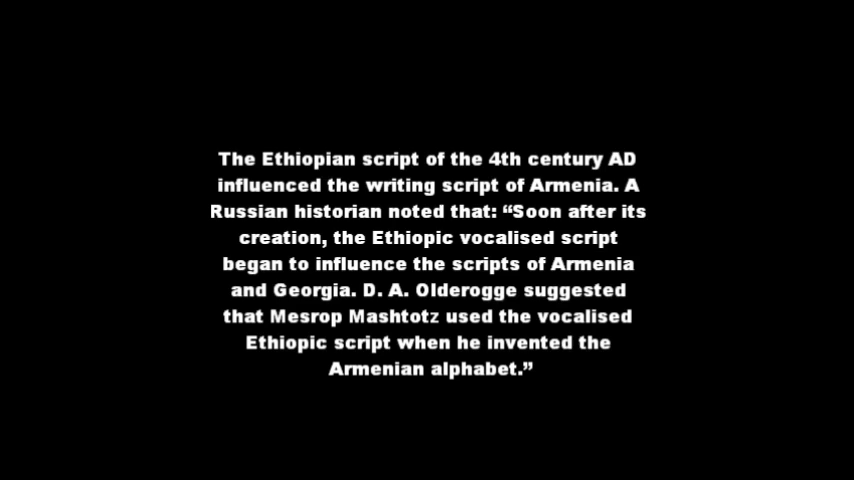 The Ethiopian script of the 4th century AD
influenced the writing script of Armenia. A
Russian historian noted that: “Soon after its
creation, the Ethiopic vocalised script
began to influence the scripts of Armenia
and Georgia. D. A. Olderogge suggested
that Mesrop Mashtotz used the vocalised
Ethiopic script when he invented the
Armenian alphabet.”